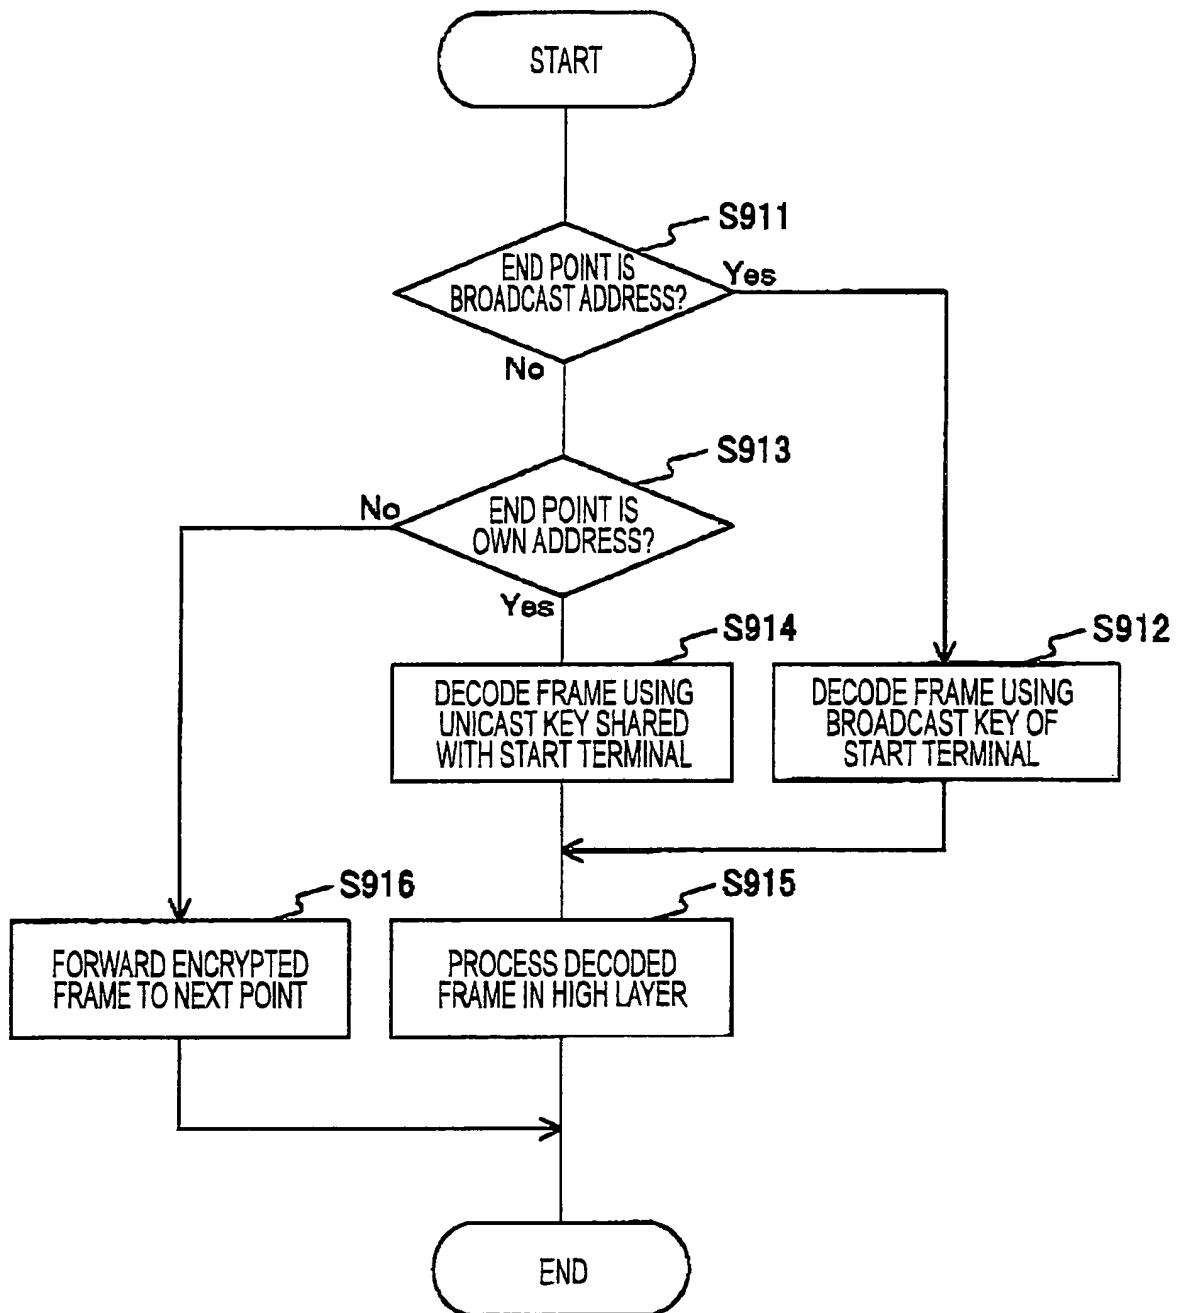 START
S911
END POINT IS
BROADCAST ADDRESS?
Yes
No
S913
No
END POINT IS
OWN ADDRESS?
Yes
S914
DECODE FRAME USING
UNICAST KEY SHARED
WITH START TERMINAL
S912
DECODE FRAME USING
BROADCAST KEY OF
START TERMINAL
S916
FORWARD ENCRYPTED
FRAME TO NEXT POINT
S915
PROCESS DECODED
FRAME IN HIGH LAYER
END